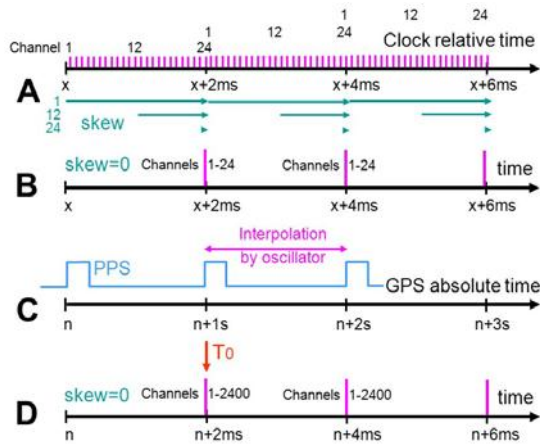 1 12 24
Channel 1 12 24 1 24 Clock relative time
x x+2ms x+4ms x+6ms
A
1
12 skew
24
skew=0 Channels 1-24 Channels 1-24 time
B
x x+2ms x+4ms x+6ms
Interpolation
PPS by oscillator
GPS absolute time
C
n n+1s n+2s n+3s
T0
skew=0 Channels 1-2400 Channels 1-2400 time
D
n n+2ms n+4ms n+6ms